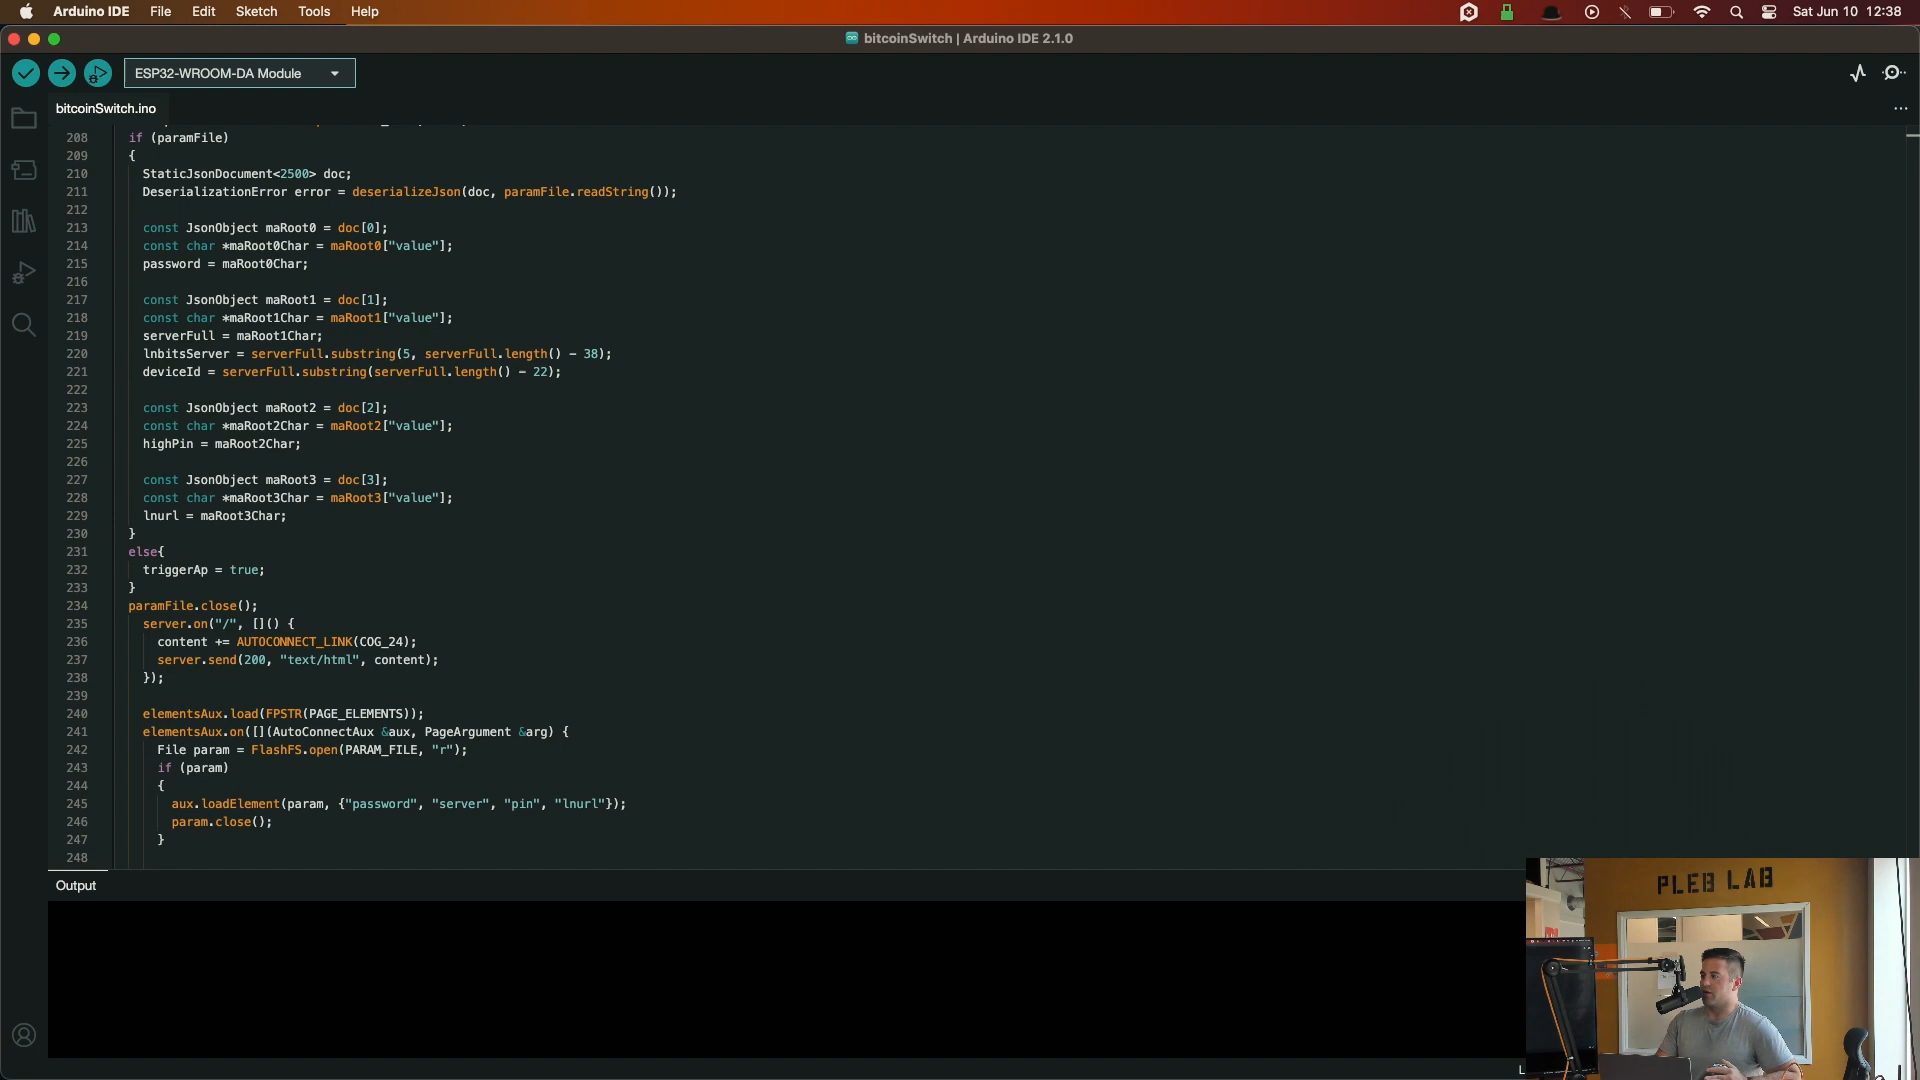 Arduino IDE File Edit Sketch Tools Help Sat Jun 10 12:38
bitcoinSwitch | Arduino IDE 2.1.0
ESP32-WROOM-DA Module
bitcoinSwitch.ino
208 if (paramFile)
209 {
210 StaticJsonDocument<2500> doc;
211 DeserializationError error = deserializeJson(doc, paramFile.readString());
212
213 const JsonObject maRoot0 = doc[0];
214 const char *maRoot0Char = maRoot0["value"];
215 password = maRoot0Char;
216
217 const JsonObject maRoot1 = doc[1];
218 const char *maRoot1Char = maRoot1["value"];
219 serverFull = maRoot1Char;
220 lnbitsServer = serverFull.substring(5, serverFull.length() - 38);
221 deviceId = serverFull.substring(serverFull.length() - 22);
222
223 const JsonObject maRoot2 = doc[2];
224 const char *maRoot2Char = maRoot2["value"];
225 highPin = maRoot2Char;
226
227 const JsonObject maRoot3 = doc[3];
228 const char *maRoot3Char = maRoot3["value"];
229 lnurl = maRoot3Char;
230 }
231 else{
232 triggerAp = true;
233 }
234 paramFile.close();
235 server.on("/", []() {
236 content += AUTOCONNECT_LINK(COG_24);
237 server.send(200, "text/html", content);
238 });
239
240 elementsAux.load(FPSTR(PAGE_ELEMENTS));
241 elementsAux.on([](AutoConnectAux &aux, PageArgument &arg) {
242 File param = FlashFS.open(PARAM_FILE, "r");
243 if (param)
244 {
245 aux.loadElement(param, {"password", "server", "pin", "lnurl"});
246 param.close();
247 }
248
Output
PLEB LAB